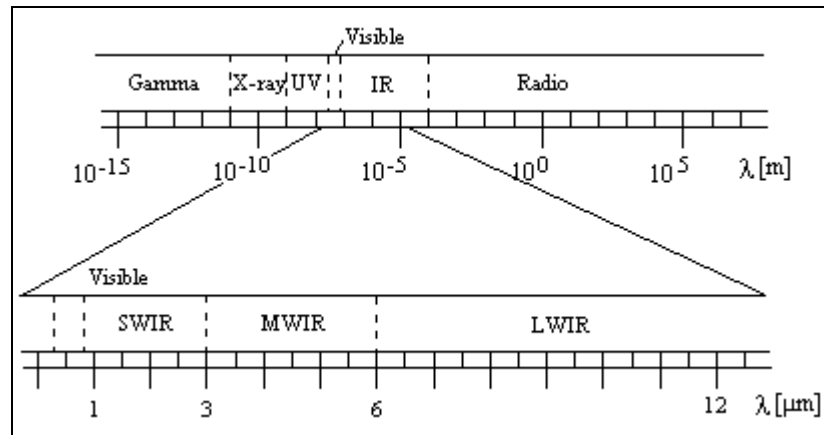 Visible
Gamma X-ray UV IR Radio
10⁻¹⁵ 10⁻¹⁰ 10⁻⁵ 10⁰ 10⁵ λ [m]
Visible
SWIR MWIR LWIR
1 3 6 12 λ [μm]